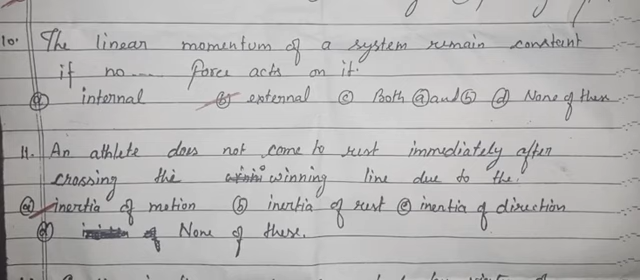 10. The linear momentum of a system remain constant
if no.... force acts on it.
(a) internal (b) external (c) Both (a) and (b) (d) None of them
11. An athlete does not come to rest immediately after
crossing the winning line due to the.
(a) inertia of motion (b) inertia of rest (c) inertia of direction
(d) of None of these.